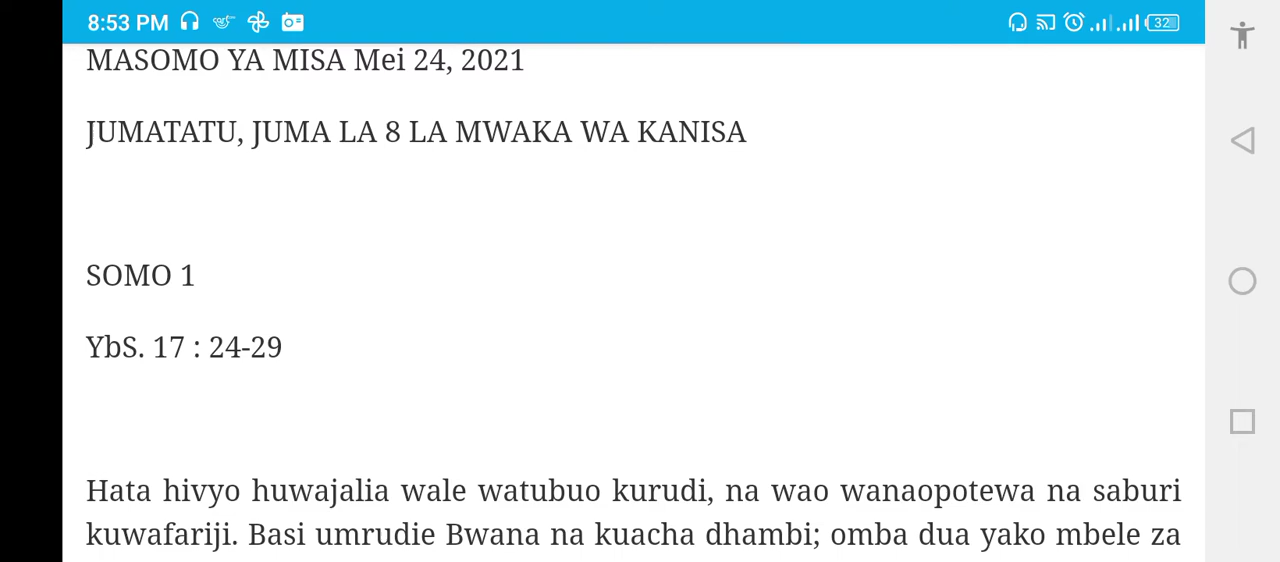 8:53 PM
32
MASOMO YA MISA Mei 24, 2021
JUMATATU, JUMA LA 8 LA MWAKA WA KANISA
SOMO 1
YbS. 17 : 24-29
Hata hivyo huwajalia wale watubuo kurudi, na wao wanaopotewa na saburi
kuwafariji. Basi umrudie Bwana na kuacha dhambi; omba dua yako mbele za